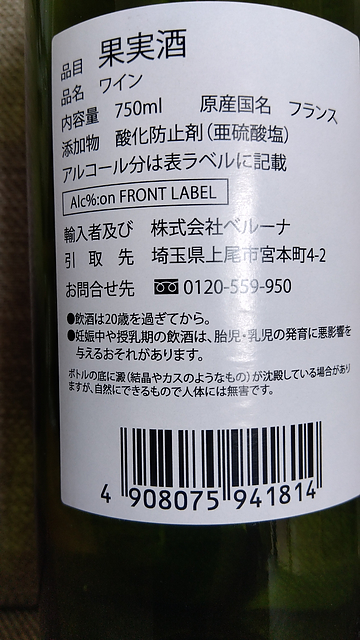 品目 果実酒
品名 ワイン
内容量 750ml 原産国名 フランス
添加物 酸化防止剤(亜硫酸塩)
アルコール分は表ラベルに記載
Alc%:on FRONT LABEL
輸入者及び 株式会社ベルーナ
引取先 埼玉県上尾市宮本町4-2
お問合せ先 0120-559-950
●飲酒は20歳を過ぎてから。
●妊娠中や授乳期の飲酒は、胎児・乳児の発育に悪影響を
与えるおそれがあります。
ボトルの底に澱(結晶やカスのようなもの)が沈殿している場合があり
ますが、自然にできるもので人体には無害です。
4 908075 941814